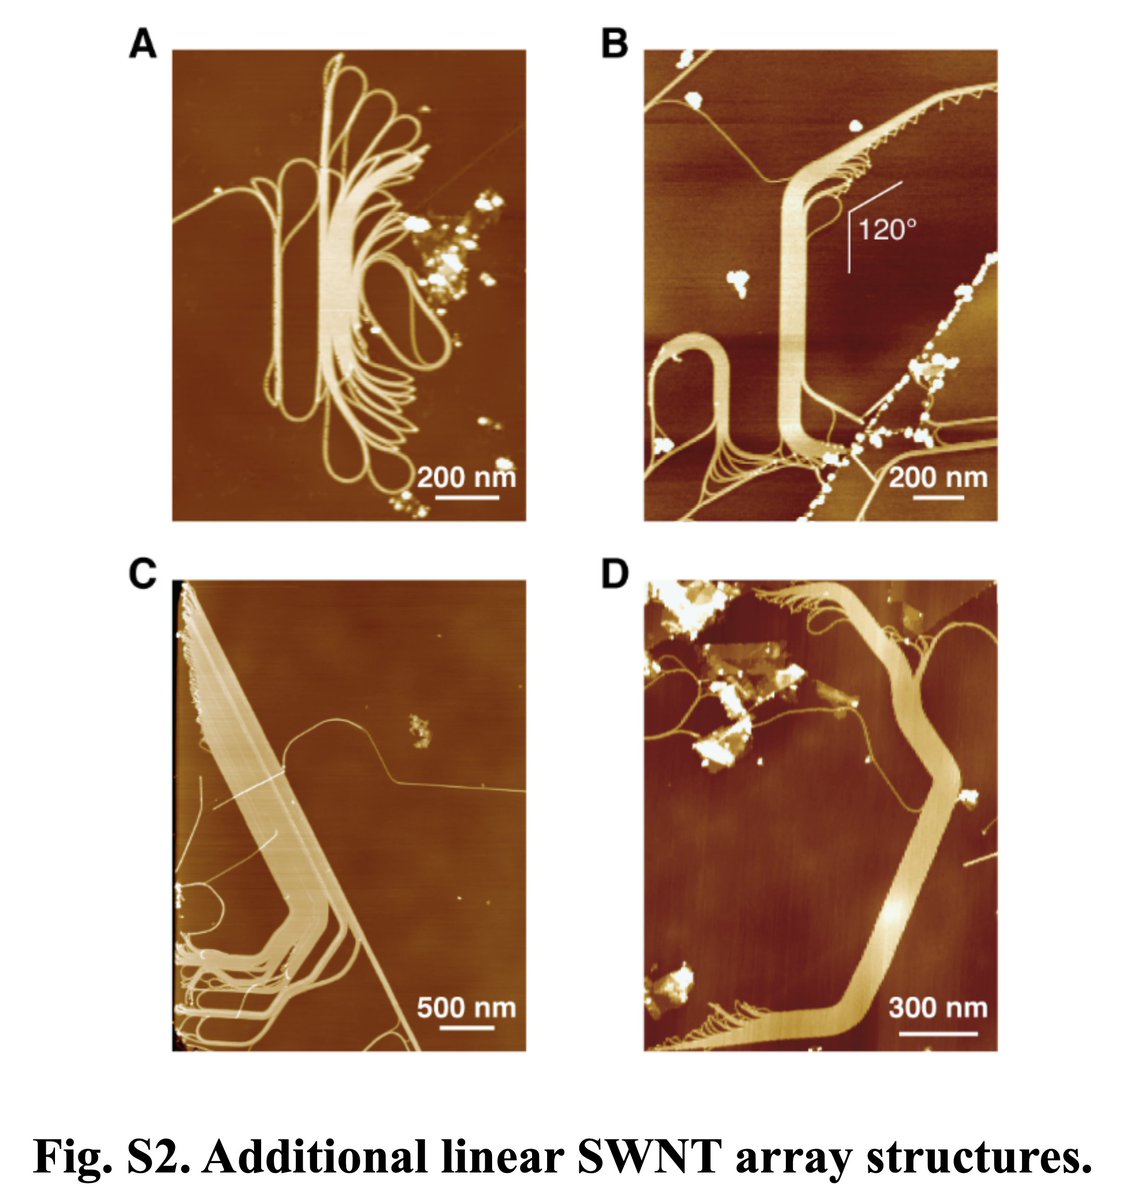 A
B
200 nm
120°
200 nm
C
D
500 nm
300 nm
Fig. S2. Additional linear SWNT array structures.